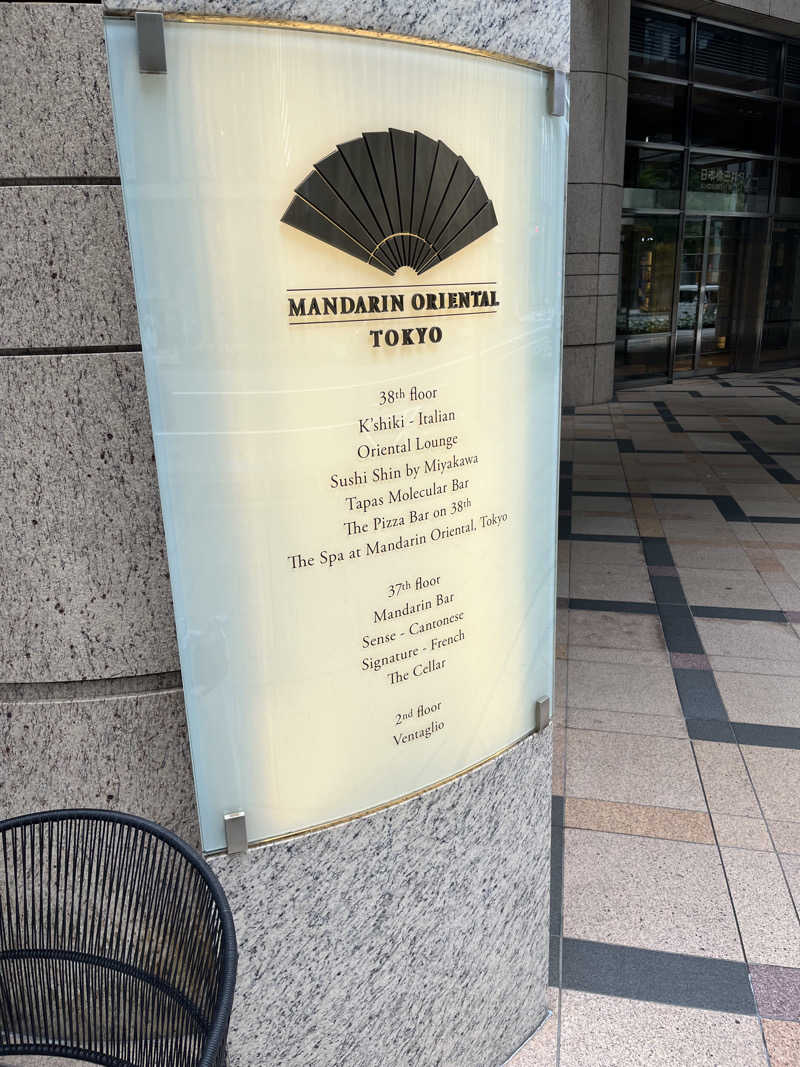 MANDARIN ORIENTAL
TOKYO
38th floor
K'shiki - Italian
Oriental Lounge
Sushi Shin by Miyakawa
Tapas Molecular Bar
The Pizza Bar on 38th
The Spa at Mandarin Oriental, Tokyo
37th floor
Mandarin Bar
Sense - Cantonese
Signature - French
The Cellar
2nd floor
Ventaglio